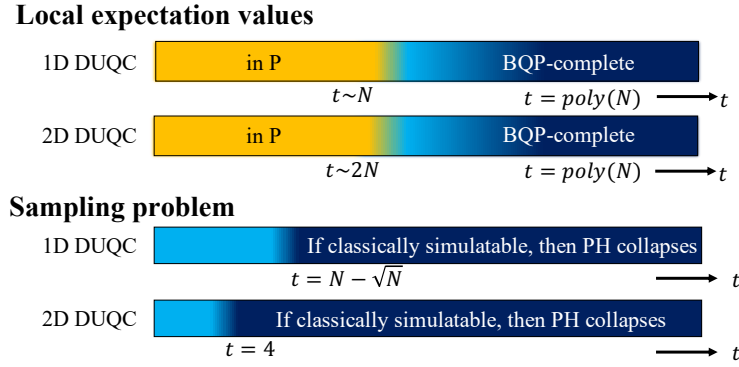 Local expectation values
1D DUQC in P BQP-complete
t~N t = poly(N) t
2D DUQC in P BQP-complete
t~2N t = poly(N) t
Sampling problem
1D DUQC If classically simulatable, then PH collapses
t = N − √N t
2D DUQC If classically simulatable, then PH collapses
t = 4 t